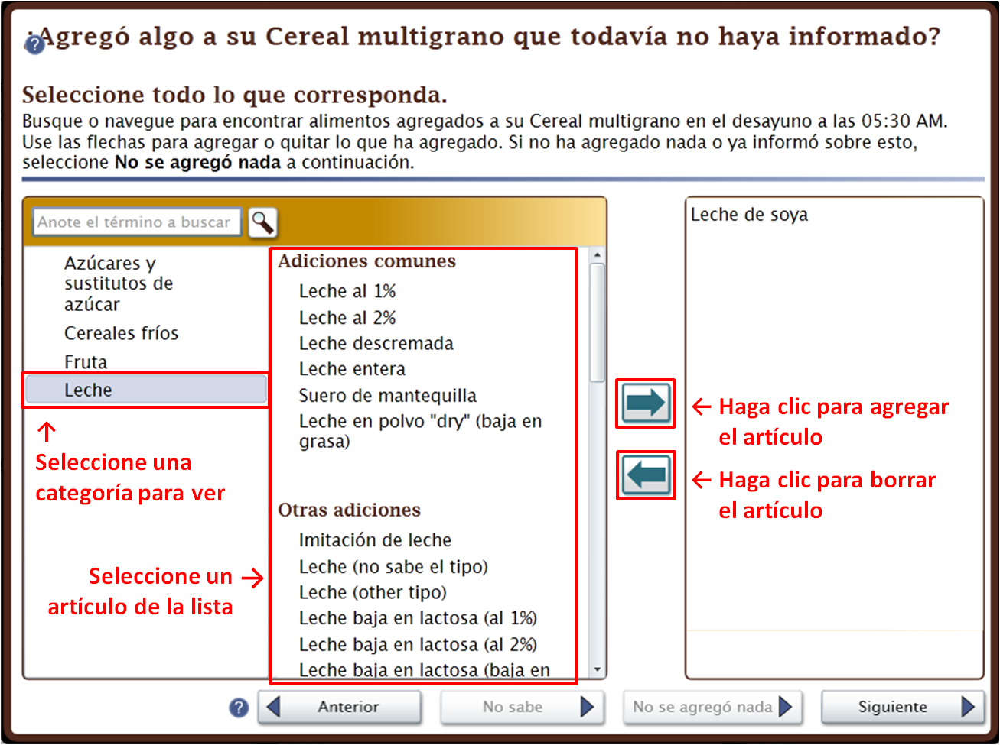 ¿Agregó algo a su Cereal multigrano que todavía no haya informado?
?
Seleccione todo lo que corresponda.
Busque o navegue para encontrar alimentos agregados a su Cereal multigrano en el desayuno a las 05:30 AM.
Use las flechas para agregar o quitar lo que ha agregado. Si no ha agregado nada o ya informó sobre esto,
seleccione No se agregó nada a continuación.
Anote el término a buscar
Azúcares y
sustitutos de
azúcar
Cereales fríos
Fruta
Leche
↑
Seleccione una
categoría para ver
Seleccione un →
artículo de la lista
Adiciones comunes
Leche al 1%
Leche al 2%
Leche descremada
Leche entera
Suero de mantequilla
Leche en polvo "dry" (baja en
grasa)
Otras adiciones
Imitación de leche
Leche (no sabe el tipo)
Leche (other tipo)
Leche baja en lactosa (al 1%)
Leche baja en lactosa (al 2%)
Leche baja en lactosa (baja en
Leche de soya
← Haga clic para agregar
el artículo
← Haga clic para borrar
el artículo
?
Anterior
No sabe
No se agregó nada
Siguiente